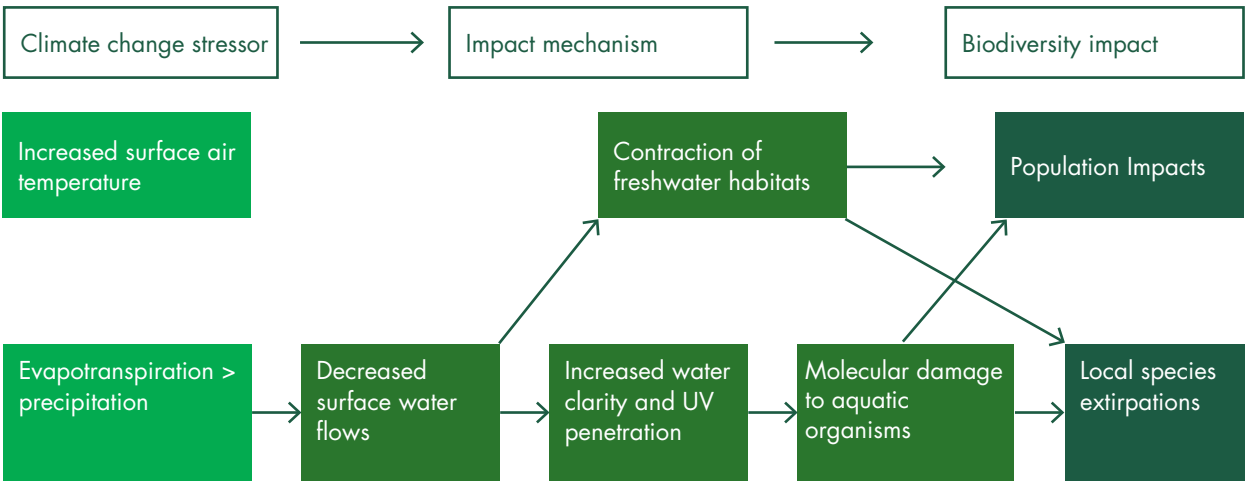 Climate change stressor
Impact mechanism
Biodiversity impact
Increased surface air
temperature
Contraction of
freshwater habitats
Population Impacts
Evapotranspiration >
precipitation
Decreased
surface water
flows
Increased water
clarity and UV
penetration
Molecular damage
to aquatic
organisms
Local species
extirpations